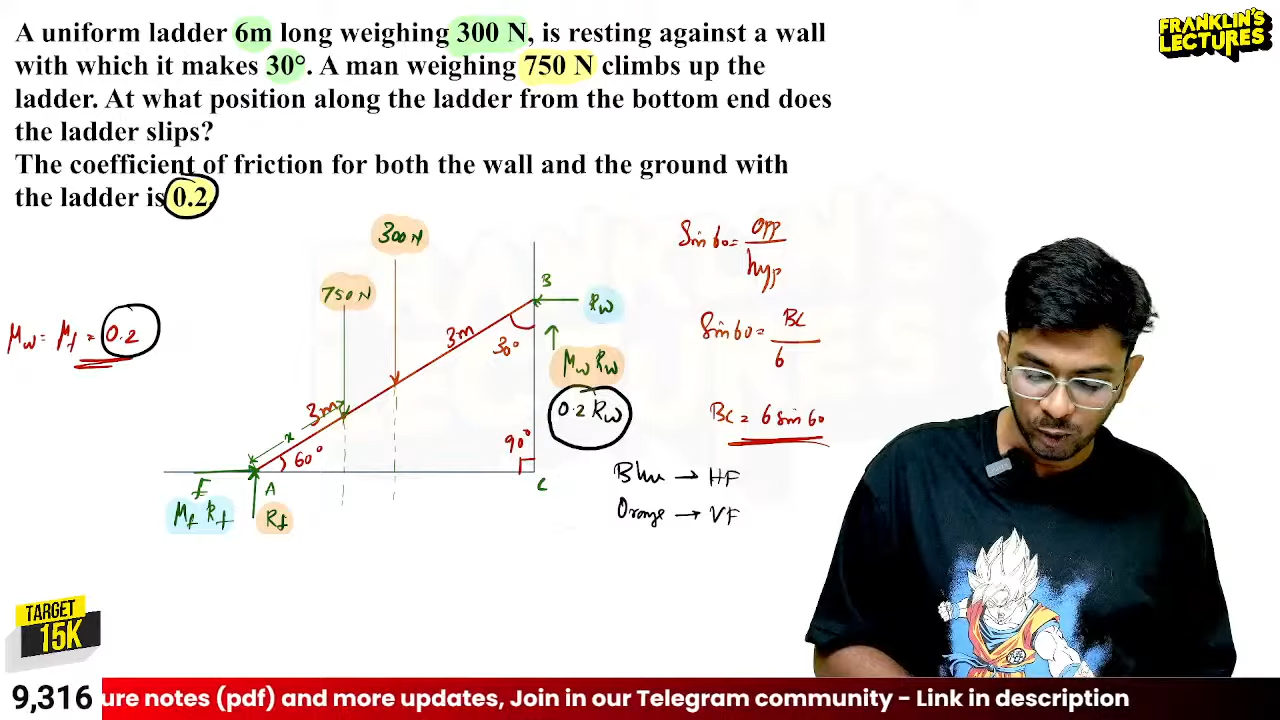 A uniform ladder 6m long weighing 300 N, is resting against a wall
with which it makes 30°. A man weighing 750 N climbs up the
ladder. At what position along the ladder from the bottom end does
the ladder slips?
The coefficient of friction for both the wall and the ground with
the ladder is 0.2.
FRANKLIN'S
LECTURES
300 N
750 N
B
Rw
3m
30°
μw Rw
0.2 Rw
μw = μf = 0.2
3m
x
60°
90°
A
C
μf Rf
Rf
Sin 60 = opp
hyp
Sin 60 = BC
6
BC = 6 sin 60
Blue → HF
Orange → VF
TARGET
15K
9,316
ure notes (pdf) and more updates, Join in our Telegram community - Link in description